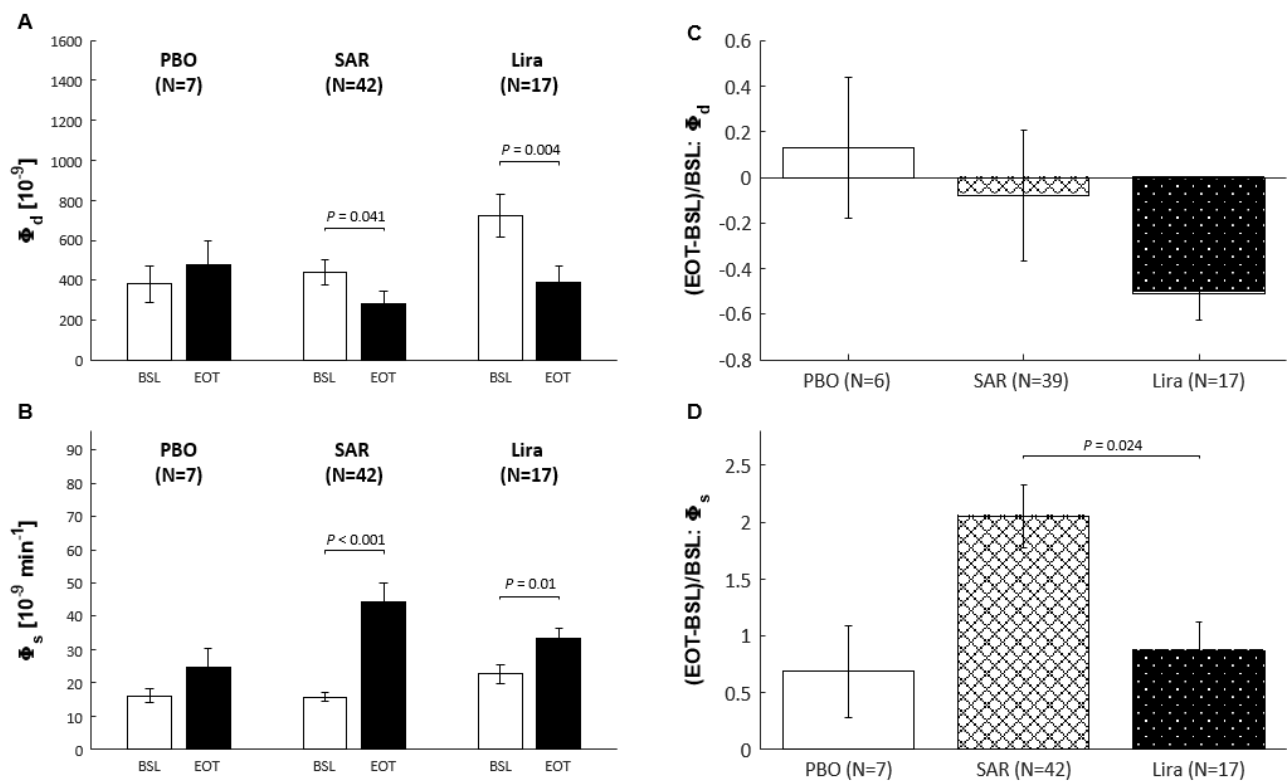 A
1600
1400
1200
1000
800
600
400
200
0
Φd [10-9]
PBO
(N=7)
SAR
(N=42)
Lira
(N=17)
P = 0.041
P = 0.004
BSL EOT BSL EOT BSL EOT
B
90
80
70
60
50
40
30
20
10
0
Φs [10-9 min-1]
PBO
(N=7)
SAR
(N=42)
Lira
(N=17)
P < 0.001
P = 0.01
BSL EOT BSL EOT BSL EOT
C
0.6
0.4
0.2
0
-0.2
-0.4
-0.6
-0.8
(EOT-BSL)/BSL: Φd
PBO (N=6) SAR (N=39) Lira (N=17)
D
2.5
2
1.5
1
0.5
0
(EOT-BSL)/BSL: Φs
P = 0.024
PBO (N=7) SAR (N=42) Lira (N=17)